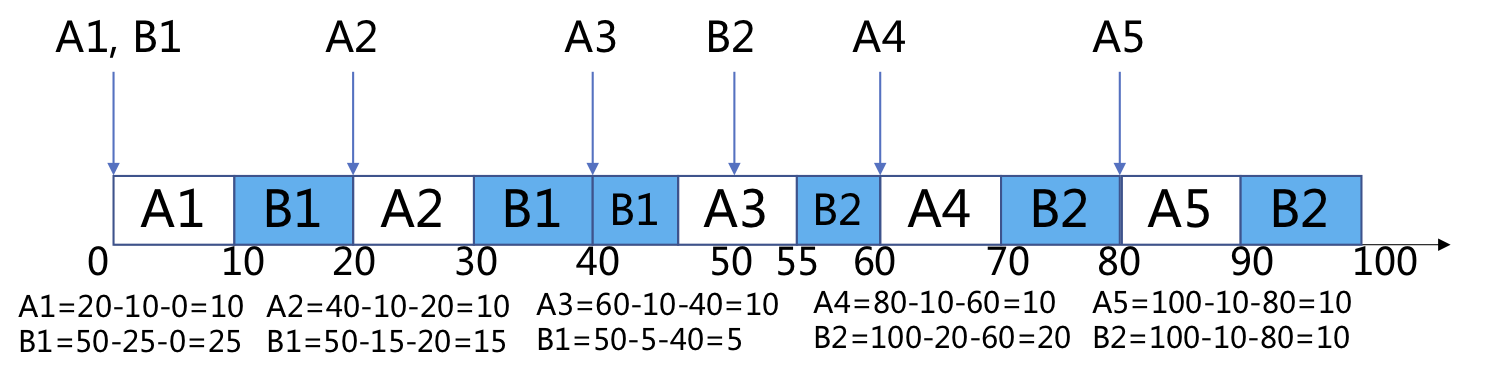 A1, B1 A2 A3 B2 A4 A5
A1 B1 A2 B1 B1 A3 B2 A4 B2 A5 B2
0 10 20 30 40 50 55 60 70 80 90 100
A1=20-10-0=10 A2=40-10-20=10 A3=60-10-40=10 A4=80-10-60=10 A5=100-10-80=10
B1=50-25-0=25 B1=50-15-20=15 B1=50-5-40=5 B2=100-20-60=20 B2=100-10-80=10